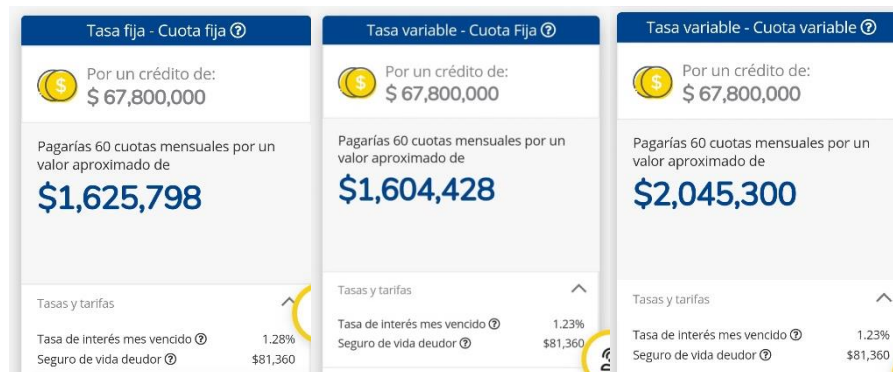 Tasa fija - Cuota fija ?
Por un crédito de:
$ 67,800,000
Pagarías 60 cuotas mensuales por un
valor aproximado de
$1,625,798
Tasas y tarifas
Tasa de interés mes vencido ? 1.28%
Seguro de vida deudor ? $81,360
Tasa variable - Cuota Fija ?
Por un crédito de:
$ 67,800,000
Pagarías 60 cuotas mensuales por un
valor aproximado de
$1,604,428
Tasas y tarifas
Tasa de interés mes vencido ? 1.23%
Seguro de vida deudor ? $81,360
Tasa variable - Cuota variable ?
Por un crédito de:
$ 67,800,000
Pagarías 60 cuotas mensuales por un
valor aproximado de
$2,045,300
Tasas y tarifas
Tasa de interés mes vencido ? 1.23%
Seguro de vida deudor ? $81,360